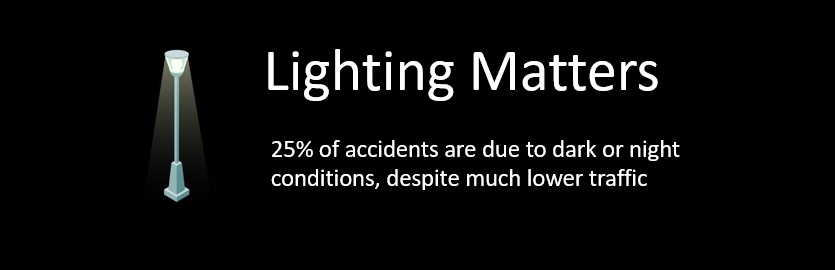 Lighting Matters
25% of accidents are due to dark or night
conditions, despite much lower traffic